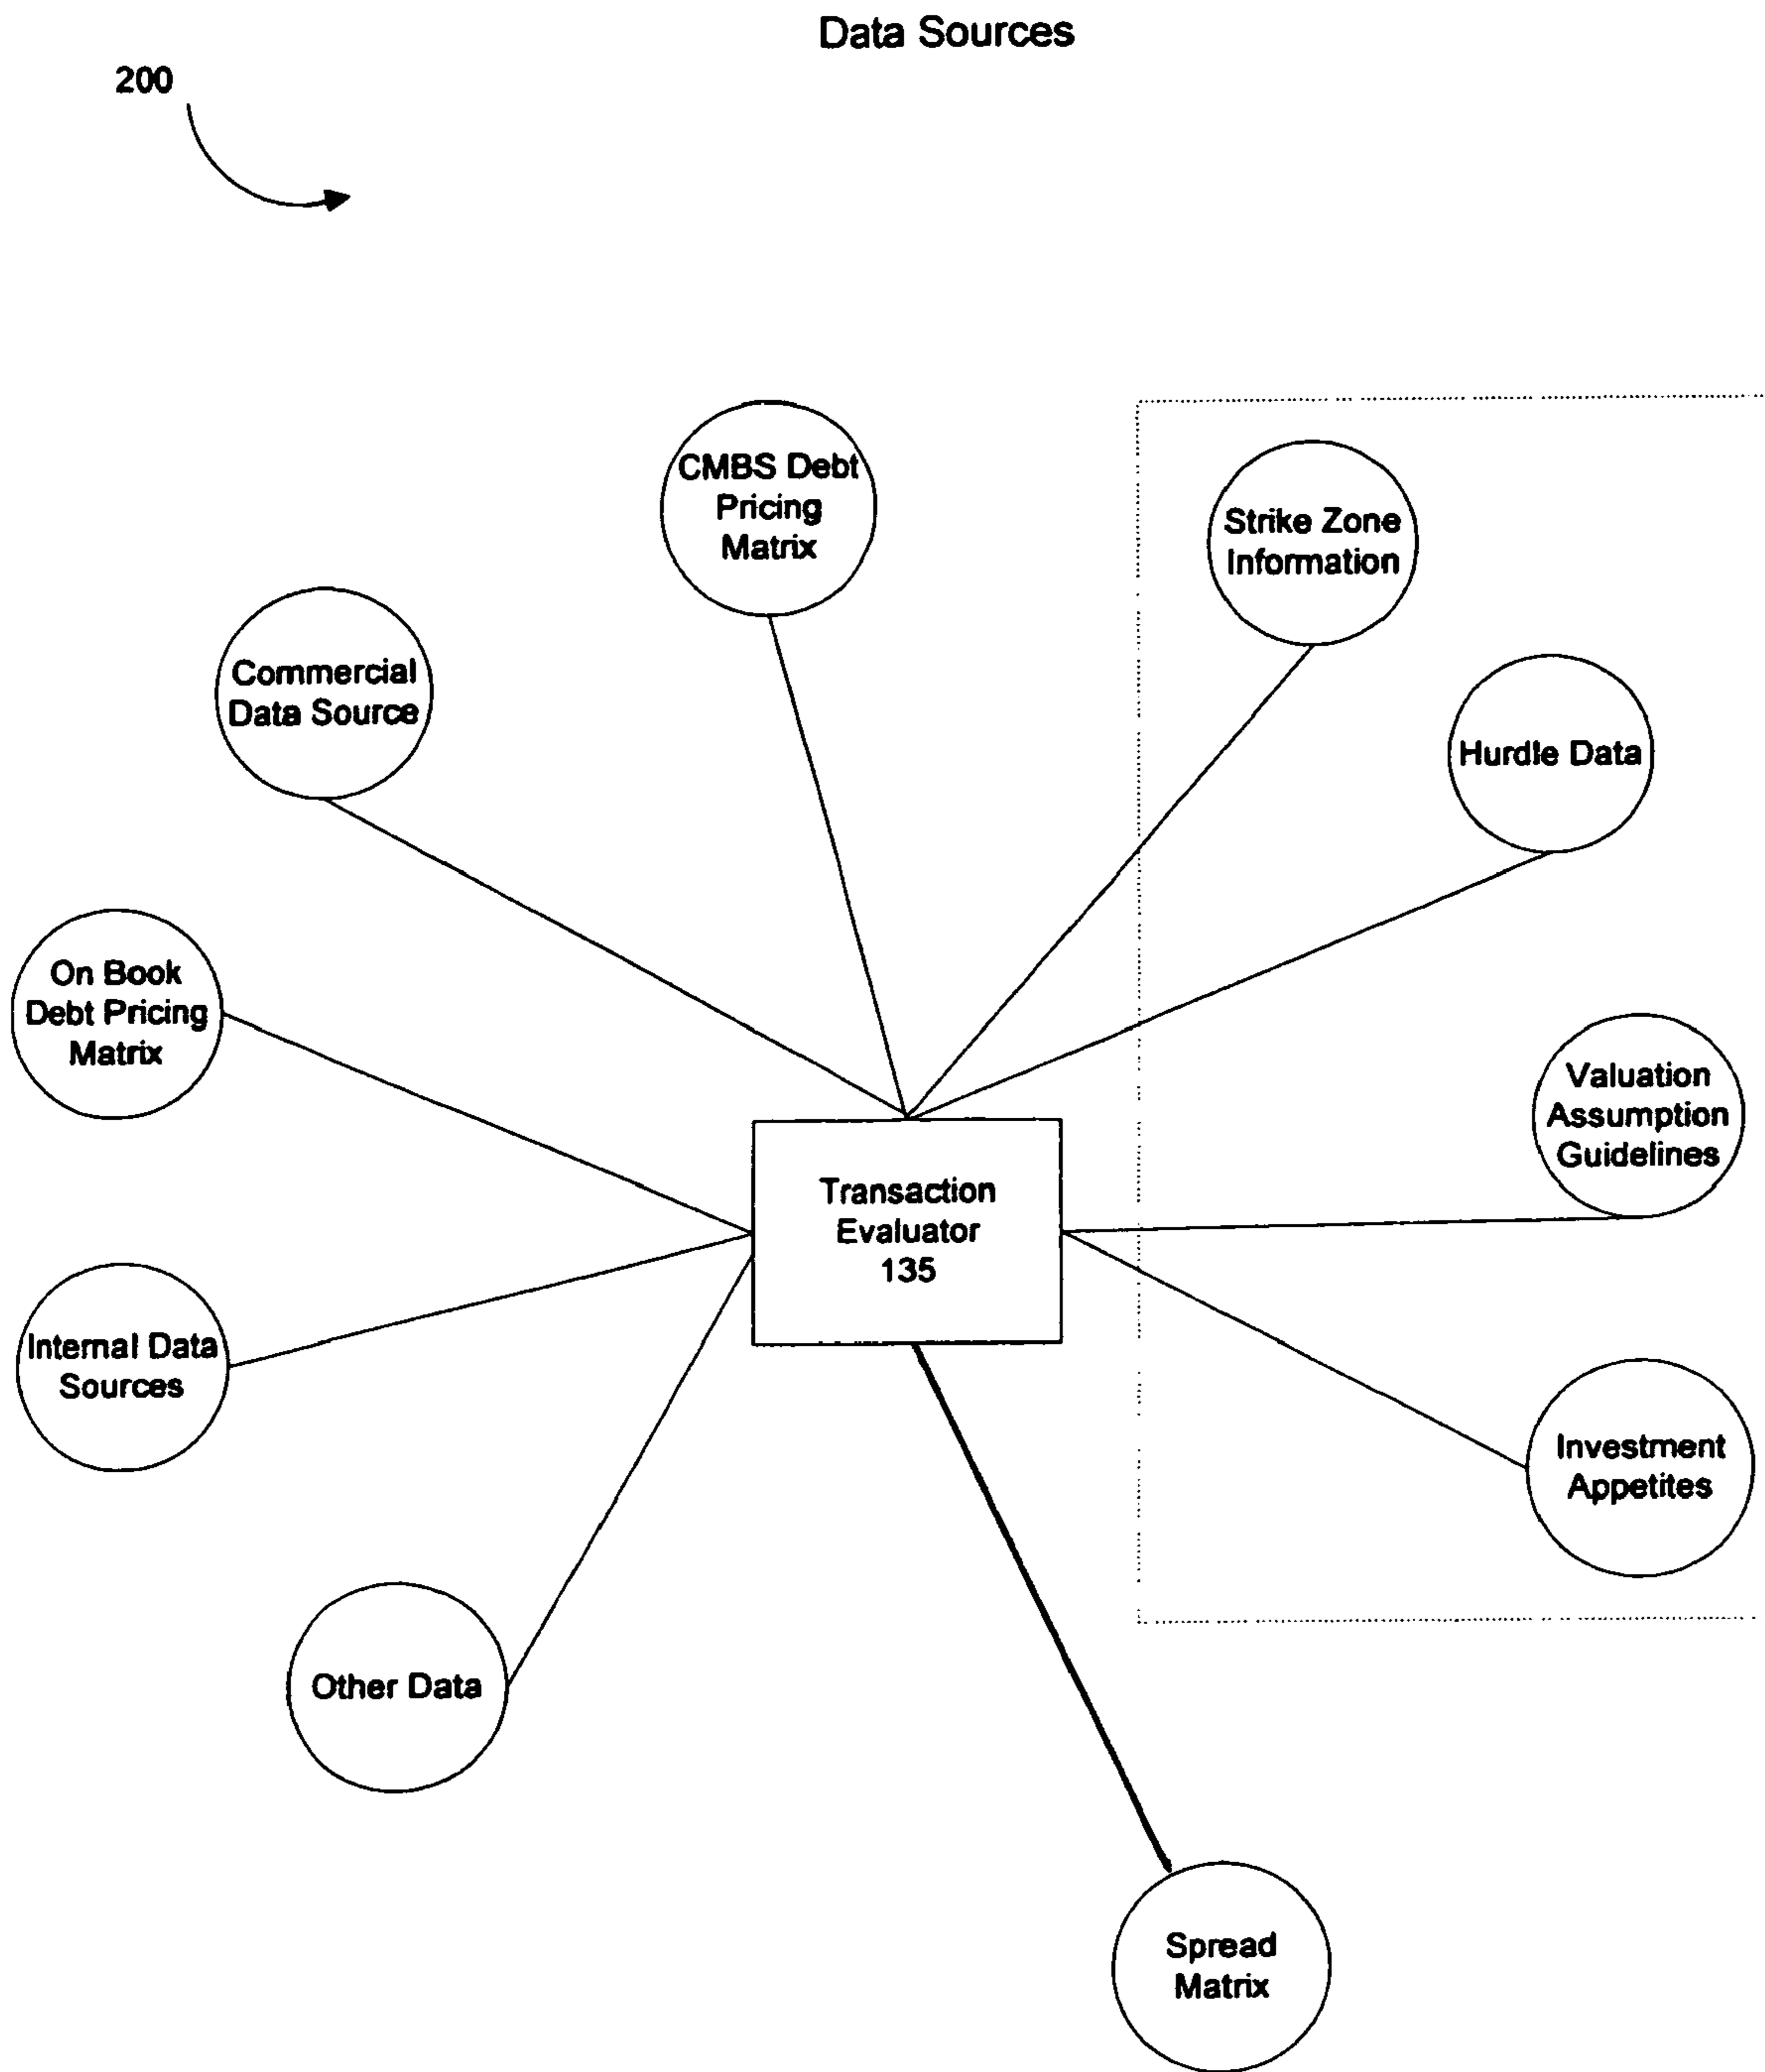 Data Sources
200
CMBS Debt
Pricing
Matrix
Strike Zone
Information
Commercial
Data Source
Hurdle Data
On Book
Debt Pricing
Matrix
Valuation
Assumption
Guidelines
Transaction
Evaluator
135
Internal Data
Sources
Investment
Appetites
Other Data
Spread
Matrix